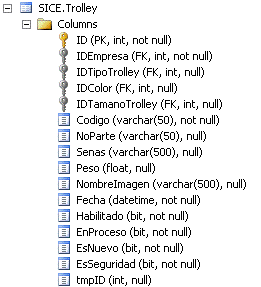 SICE.Trolley
Columns
ID (PK, int, not null)
IDEmpresa (FK, int, not null)
IDTipoTrolley (FK, int, null)
IDColor (FK, int, null)
IDTamanoTrolley (FK, int, null)
Codigo (varchar(50), not null)
NoParte (varchar(50), null)
Senas (varchar(500), null)
Peso (float, null)
NombreImagen (varchar(500), null)
Fecha (datetime, not null)
Habilitado (bit, not null)
EnProceso (bit, not null)
EsNuevo (bit, not null)
EsSeguridad (bit, not null)
tmpID (int, null)